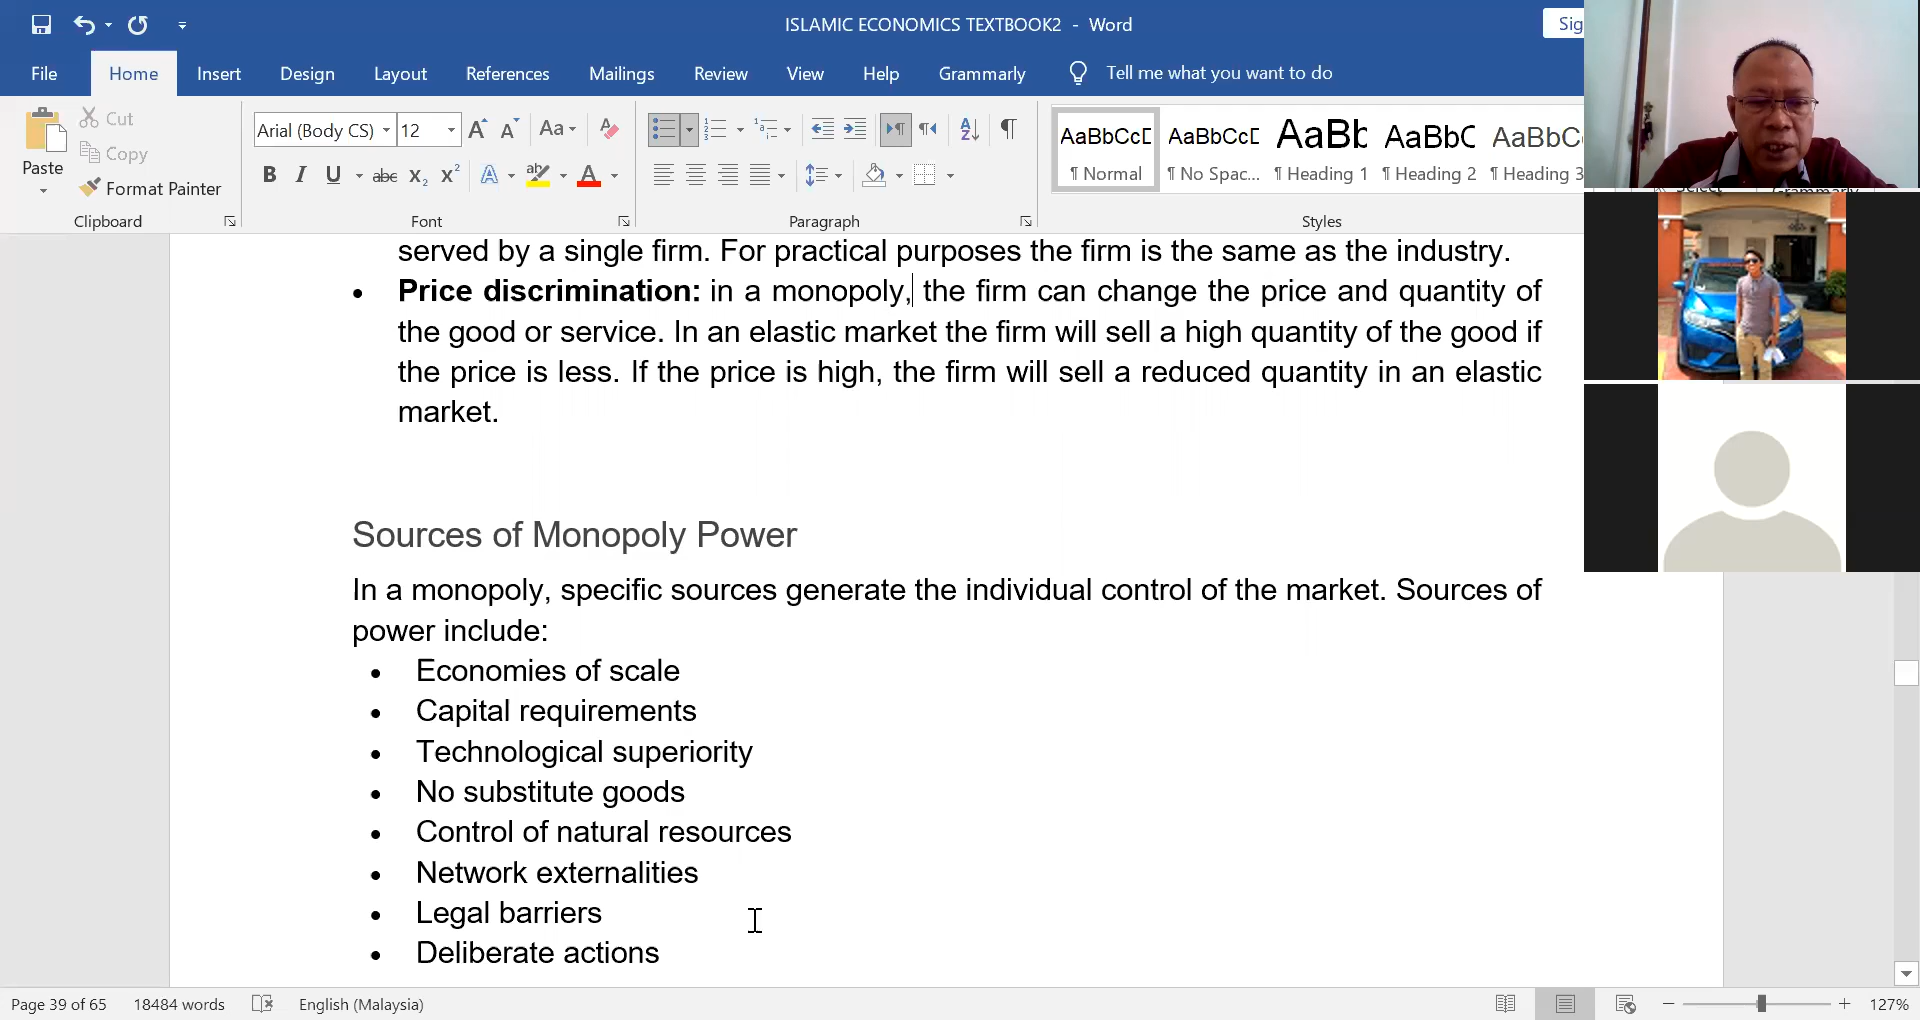 ISLAMIC ECONOMICS TEXTBOOK2 - Word
Sig
File Home Insert Design Layout References Mailings Review View Help Grammarly Tell me what you want to do
Paste
Cut
Copy
Format Painter
Arial (Body CS) 12
AaBbCcD AaBbCcD AaBb AaBbC AaBbC
¶ Normal ¶ No Spac... ¶ Heading 1 ¶ Heading 2 ¶ Heading 3
Select Grammarly
Clipboard Font Paragraph Styles
served by a single firm. For practical purposes the firm is the same as the industry.
• Price discrimination: in a monopoly, the firm can change the price and quantity of
the good or service. In an elastic market the firm will sell a high quantity of the good if
the price is less. If the price is high, the firm will sell a reduced quantity in an elastic
market.
Sources of Monopoly Power
In a monopoly, specific sources generate the individual control of the market. Sources of
power include:
• Economies of scale
• Capital requirements
• Technological superiority
• No substitute goods
• Control of natural resources
• Network externalities
• Legal barriers
• Deliberate actions
Page 39 of 65 18484 words English (Malaysia) 127%